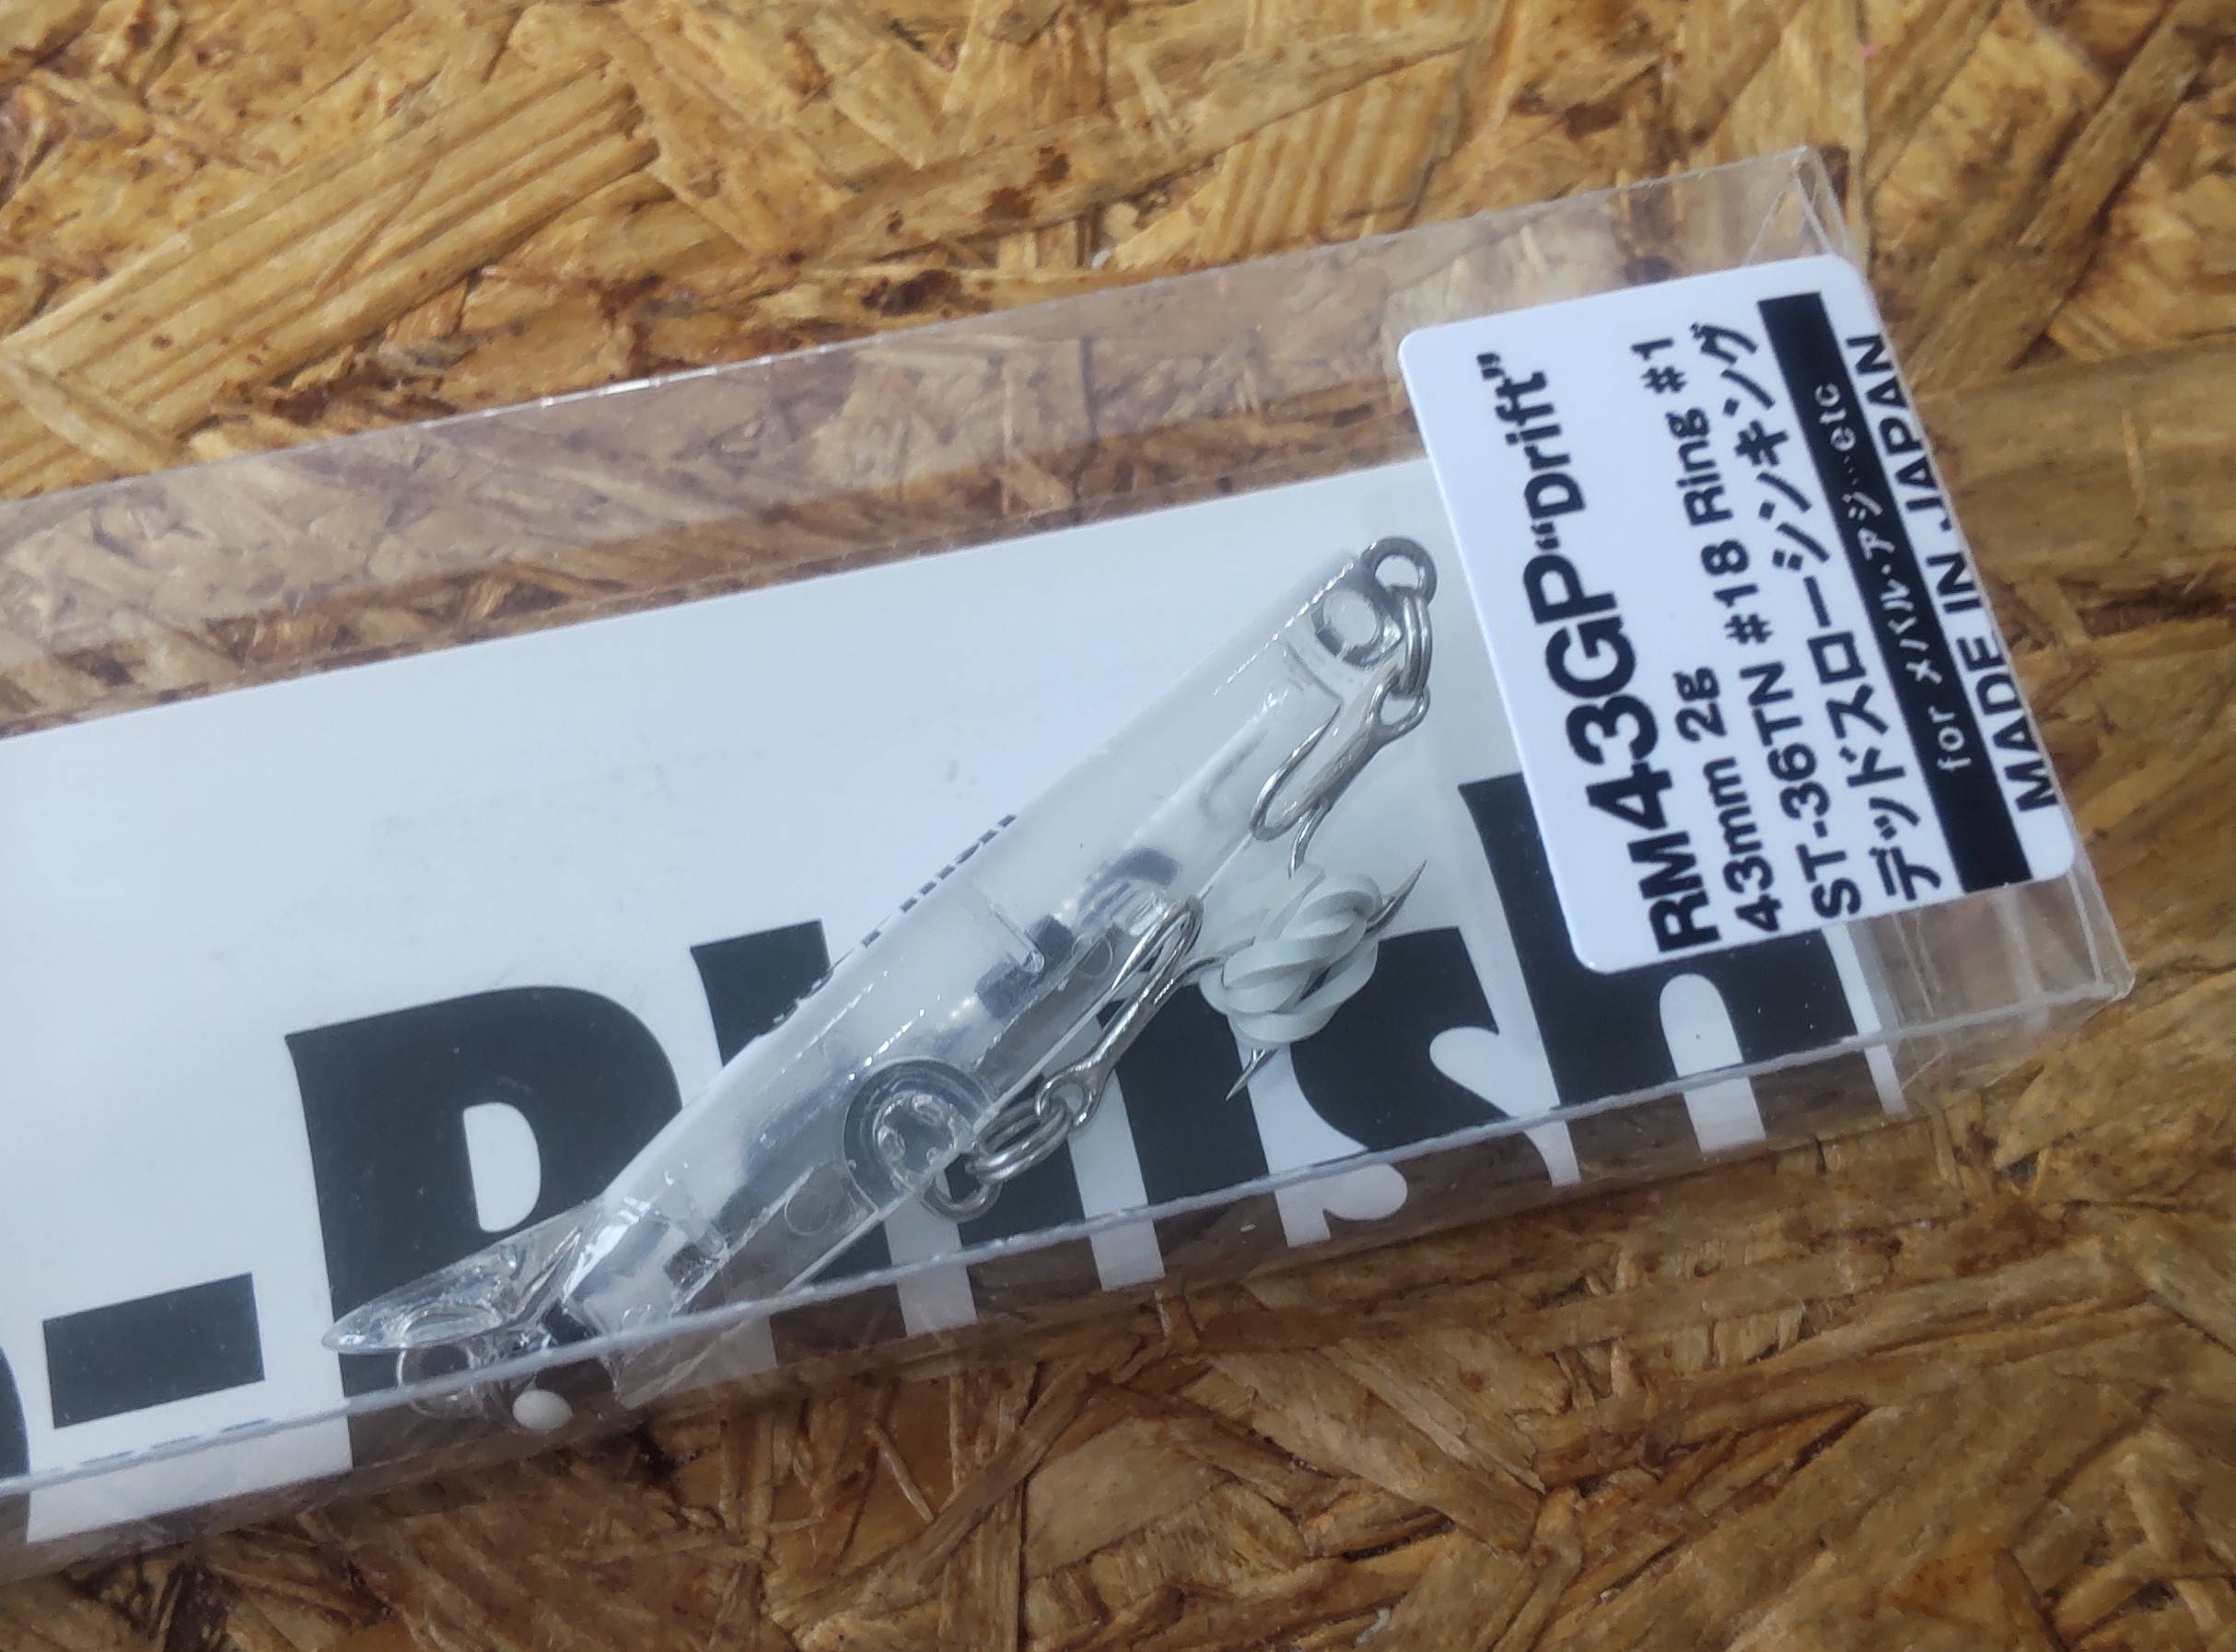 RM43GP“Drift”
43mm 2g
ST-36TN #18 Ring #1
デッドスローシンキング
for メバル・アジ…etc
MADE IN JAPAN